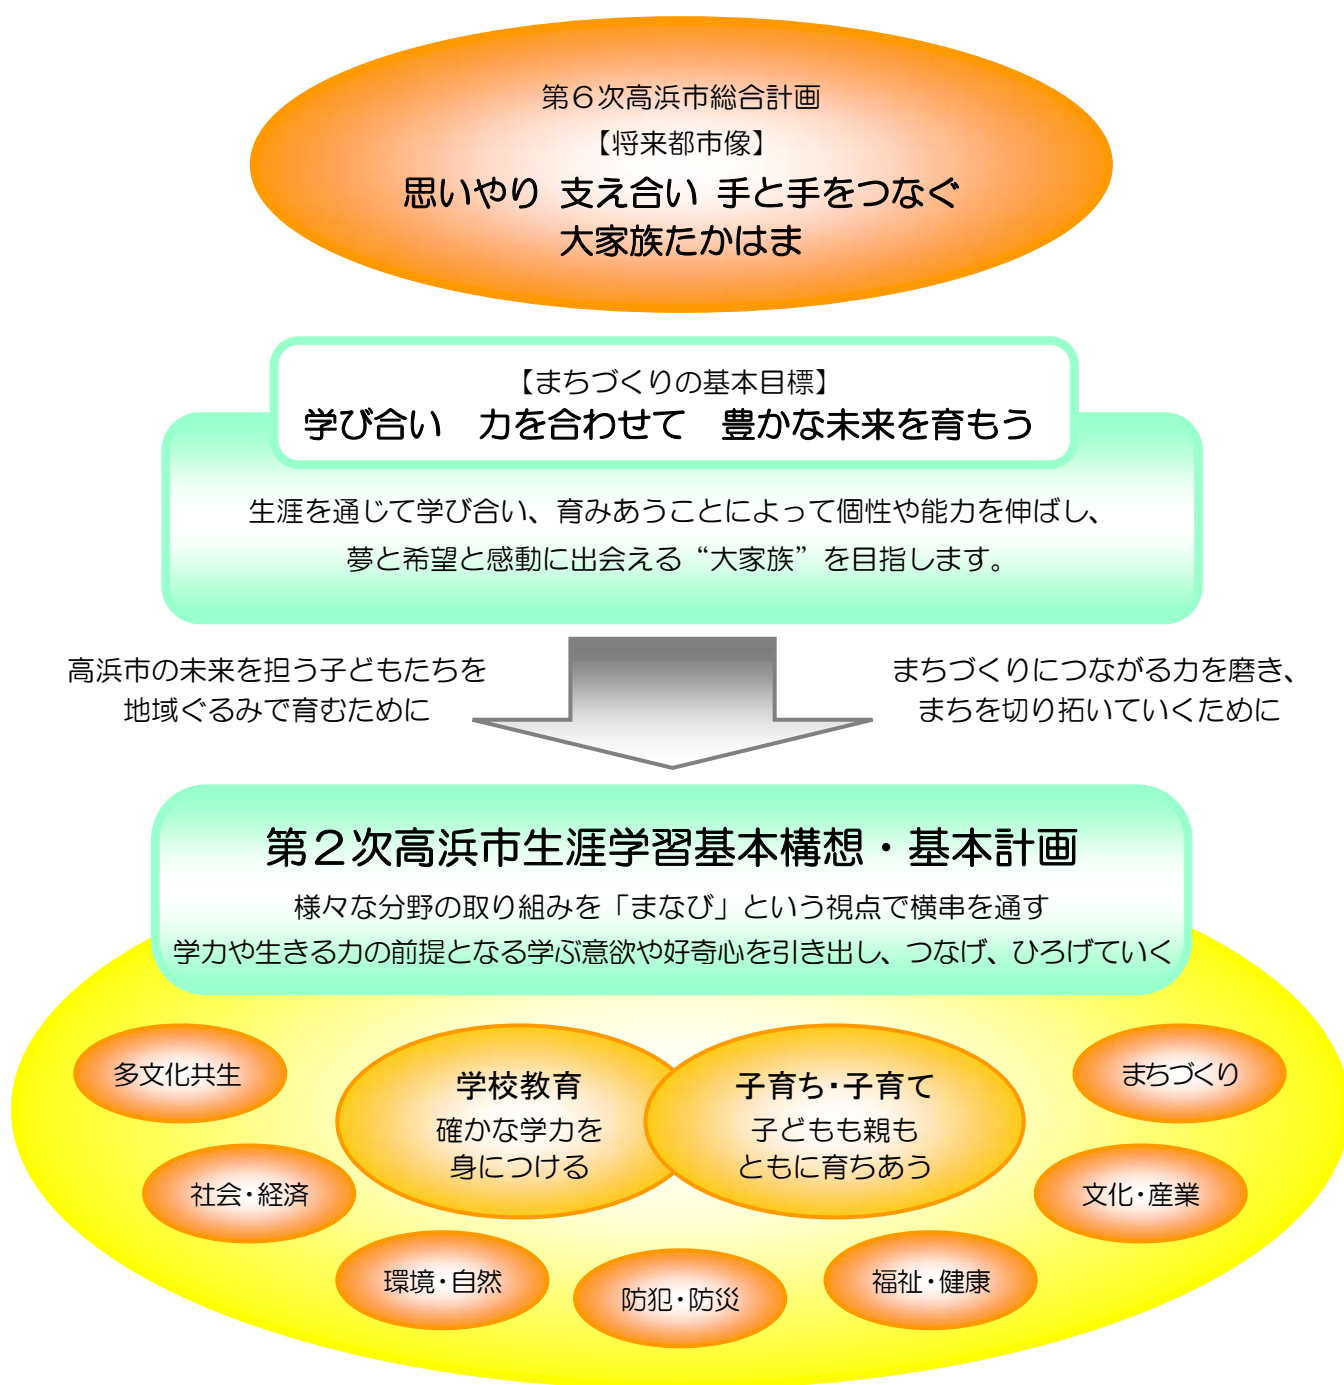 第６次高浜市総合計画
【将来都市像】
思いやり 支え合い 手と手をつなぐ
大家族たかはま
【まちづくりの基本目標】
学び合い　力を合わせて　豊かな未来を育もう
生涯を通じて学び合い、育みあうことによって個性や能力を伸ばし、
夢と希望と感動に出会える“大家族”を目指します。
高浜市の未来を担う子どもたちを
地域ぐるみで育むために
まちづくりにつながる力を磨き、
まちを切り拓いていくために
第２次高浜市生涯学習基本構想・基本計画
様々な分野の取り組みを「まなび」という視点で横串を通す
学力や生きる力の前提となる学ぶ意欲や好奇心を引き出し、つなげ、ひろげていく
多文化共生
学校教育
確かな学力を
身につける
子育ち・子育て
子どもも親も
ともに育ちあう
まちづくり
社会・経済
文化・産業
環境・自然
防犯・防災
福祉・健康